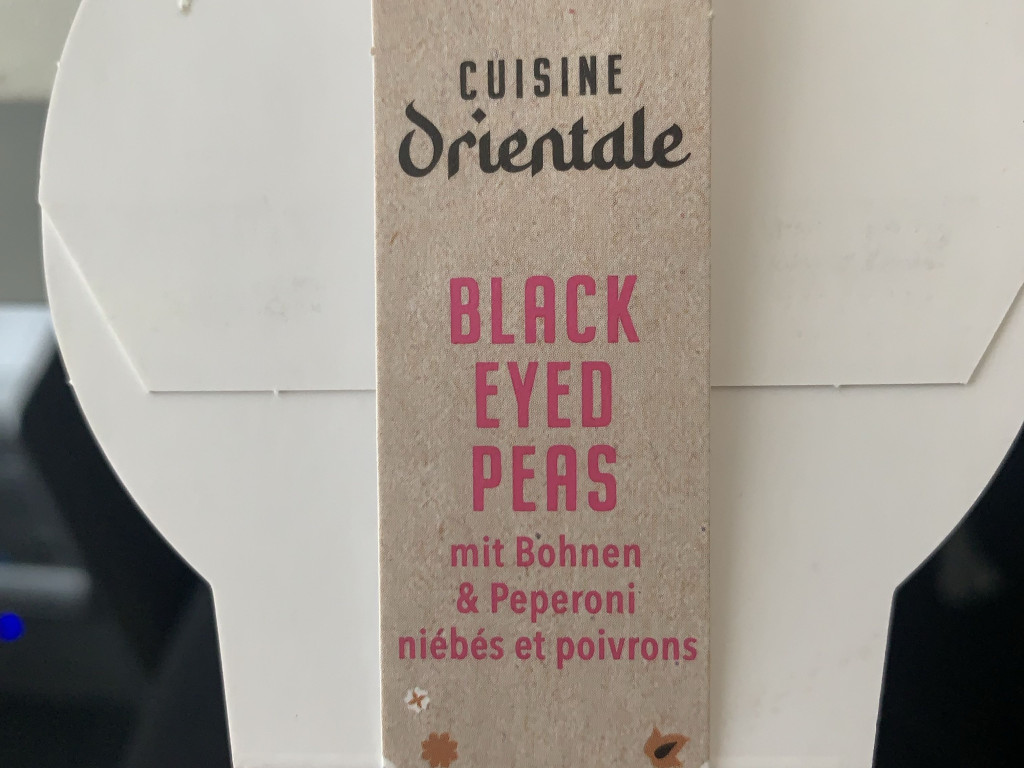 CUISINE
Orientale
BLACK
EYED
PEAS
mit Bohnen
& Peperoni
niébés et poivrons